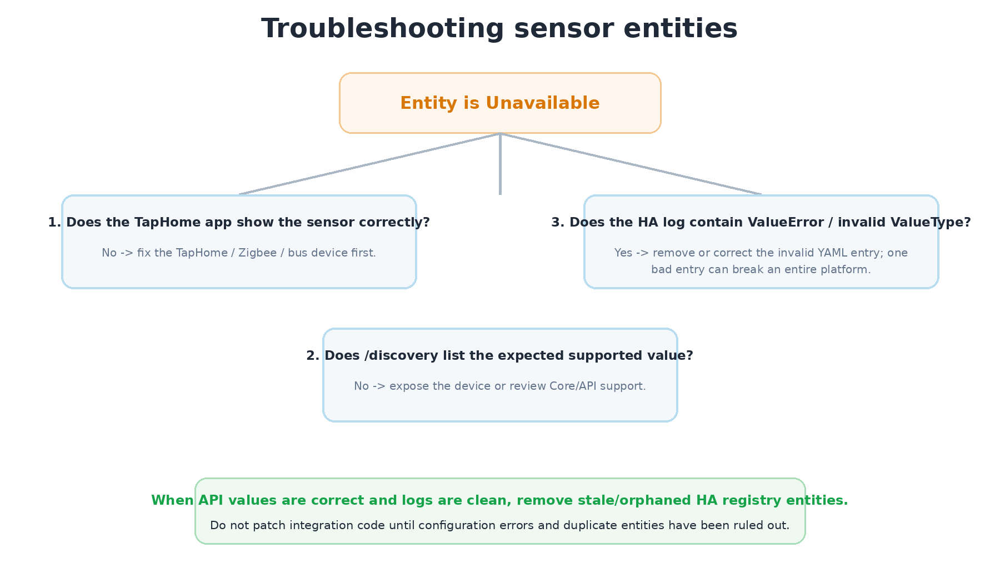 Troubleshooting sensor entities
Entity is Unavailable
1. Does the TapHome app show the sensor correctly?
No -> fix the TapHome / Zigbee / bus device first.
3. Does the HA log contain ValueError / invalid ValueType?
Yes -> remove or correct the invalid YAML entry; one
bad entry can break an entire platform.
2. Does /discovery list the expected supported value?
No -> expose the device or review Core/API support.
When API values are correct and logs are clean, remove stale/orphaned HA registry entities.
Do not patch integration code until configuration errors and duplicate entities have been ruled out.